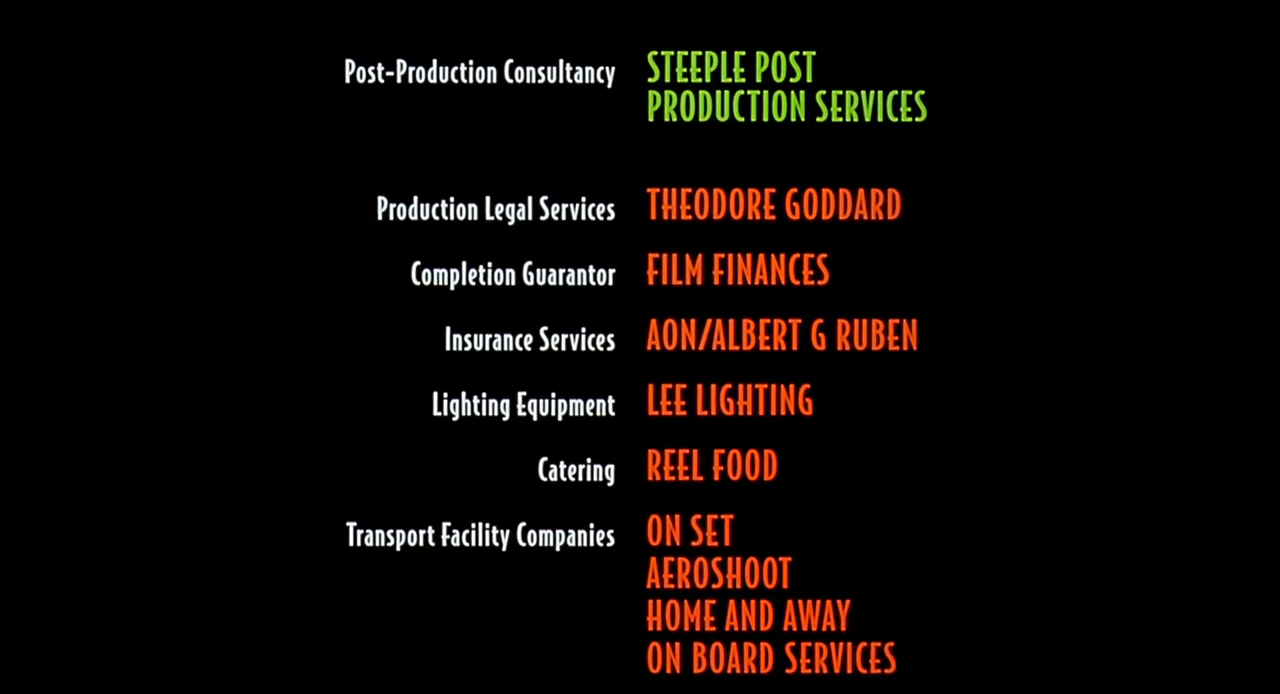 Post-Production Consultancy STEEPLE POST
PRODUCTION SERVICES
Production Legal Services THEODORE GODDARD
Completion Guarantor FILM FINANCES
Insurance Services AON/ALBERT G RUBEN
Lighting Equipment LEE LIGHTING
Catering REEL FOOD
Transport Facility Companies ON SET
AEROSHOOT
HOME AND AWAY
ON BOARD SERVICES